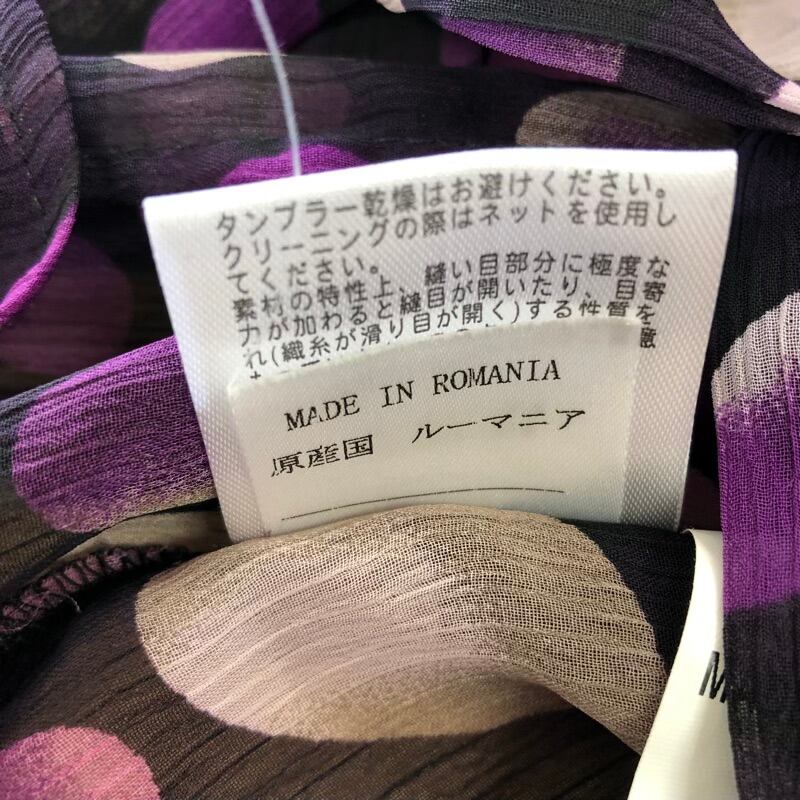 タンブラー乾燥はお避けください。
クリーニングの際はネットを使用し
てください。
素材の特性上、縫い目部分に極度な
力が加わると縫目が開いたり、目寄
れ(織糸が滑り目が開く)する性質を
意
MADE IN ROMANIA
原産国 ルーマニア
M